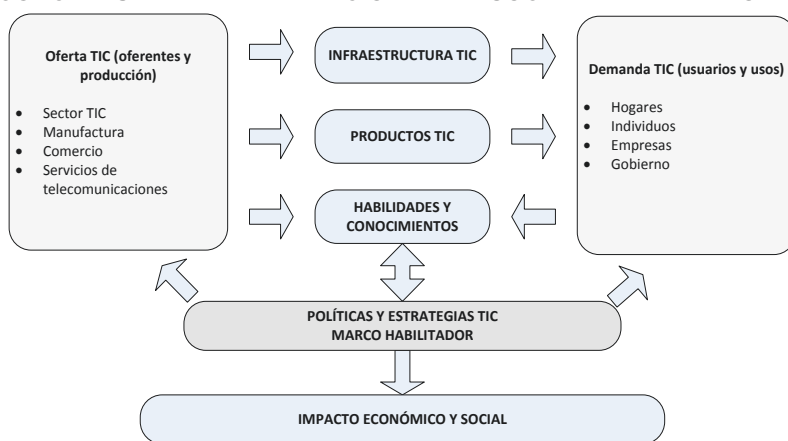 Oferta TIC (oferentes y
producción)
• Sector TIC
• Manufactura
• Comercio
• Servicios de
telecomunicaciones
INFRAESTRUCTURA TIC
PRODUCTOS TIC
HABILIDADES Y
CONOCIMIENTOS
Demanda TIC (usuarios y usos)
• Hogares
• Individuos
• Empresas
• Gobierno
POLÍTICAS Y ESTRATEGIAS TIC
MARCO HABILITADOR
IMPACTO ECONÓMICO Y SOCIAL